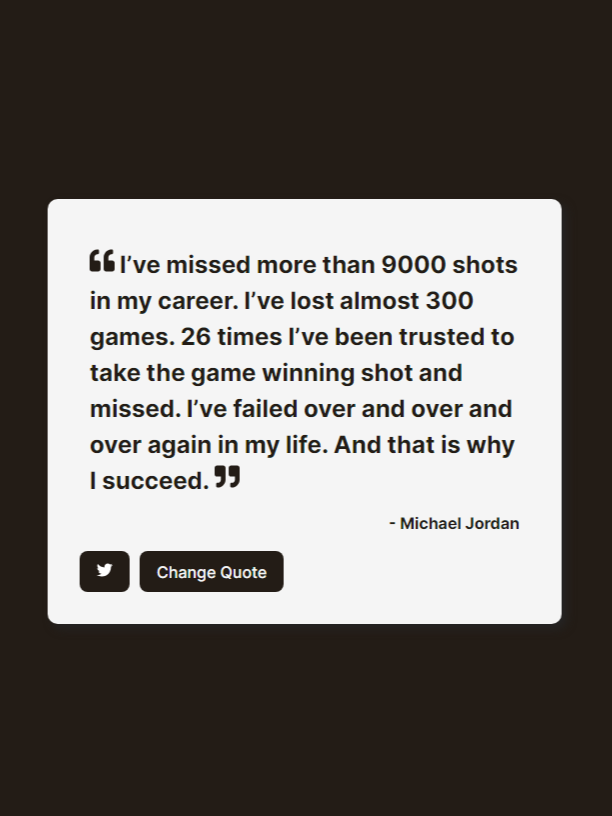 ❝ I’ve missed more than 9000 shots
in my career. I’ve lost almost 300
games. 26 times I’ve been trusted to
take the game winning shot and
missed. I’ve failed over and over and
over again in my life. And that is why
I succeed. ❞
- Michael Jordan
Change Quote